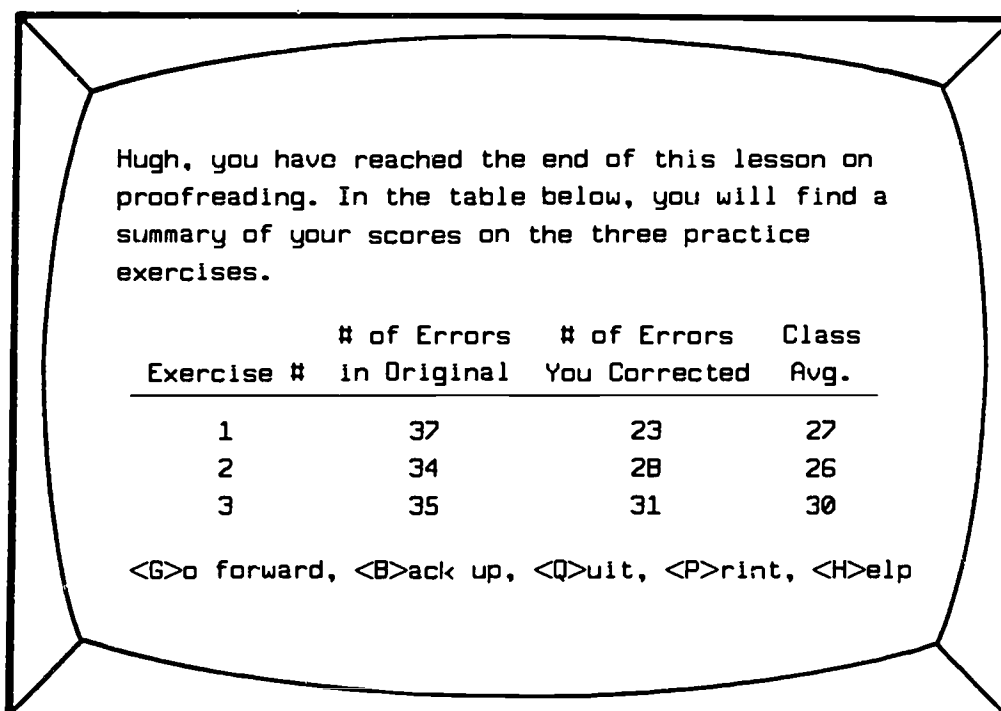 Hugh, you have reached the end of this lesson on
proofreading. In the table below, you will find a
summary of your scores on the three practice
exercises.
# of Errors # of Errors Class
Exercise # in Original You Corrected Avg.
1 37 23 27
2 34 28 26
3 35 31 30
<G>o forward, <B>ack up, <Q>uit, <P>rint, <H>elp